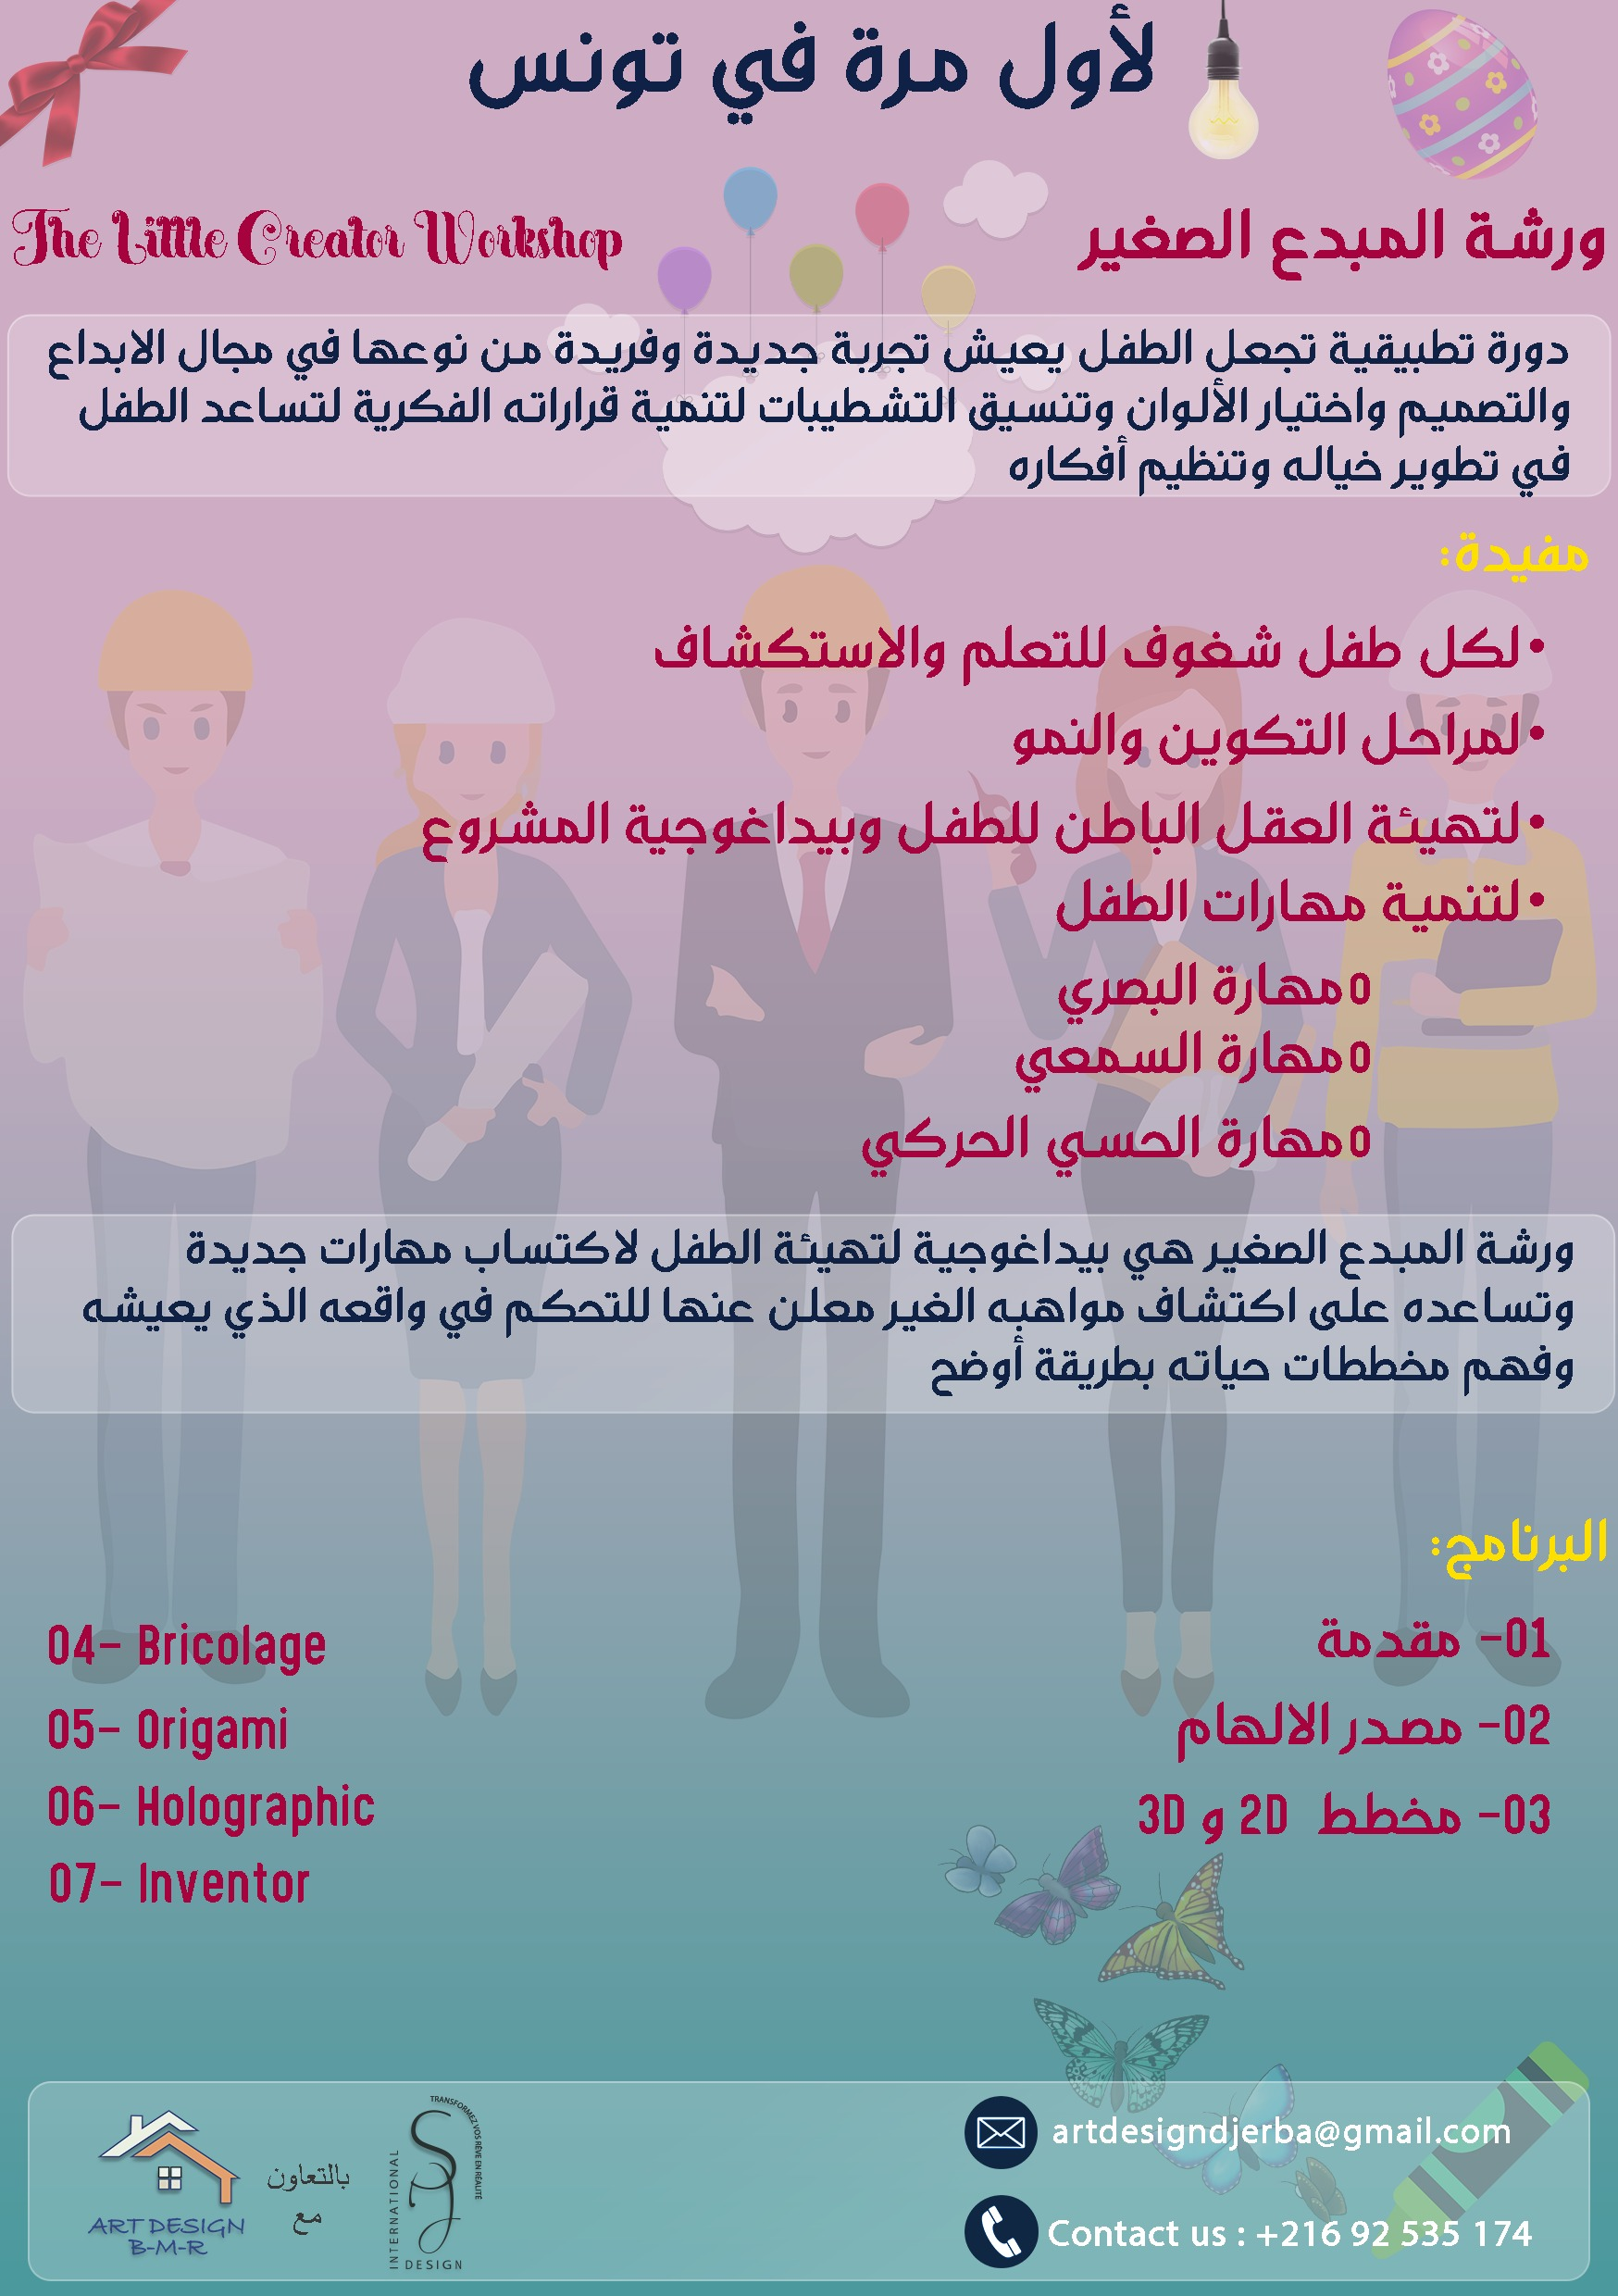 لأول مرة في تونس
ورشة المبدع الصغير
The Little Creator Workshop
دورة تطبيقية تجعل الطفل يعيش تجربة جديدة وفريدة من نوعها في مجال الابداع
والتصميم واختيار الألوان وتنسيق التشطيبات لتنمية قراراته الفكرية لتساعد الطفل
في تطوير خياله وتنظيم أفكاره
مفيدة:
•لكل طفل شغوف للتعلم والاستكشاف
•لمراحل التكوين والنمو
•لتهيئة العقل الباطن للطفل وبيداغوجية المشروع
•لتنمية مهارات الطفل
oمهارة البصري
oمهارة السمعي
oمهارة الحسي الحركي
ورشة المبدع الصغير هي بيداغوجية لتهيئة الطفل لاكتساب مهارات جديدة
وتساعده على اكتشاف مواهبه الغير معلن عنها للتحكم في واقعه الذي يعيشه
وفهم مخططات حياته بطريقة أوضح
البرنامج:
01- مقدمة
02- مصدر الالهام
03- مخطط 2D و 3D
04- Bricolage
05- Origami
06- Holographic
07- Inventor
artdesigndjerba@gmail.com
Contact us : +216 92 535 174
TRANSFORMEZ VOS RÊVE EN RÉALITÉ
INTERNATIONAL
DESIGN
بالتعاون
مع
ART DESIGN
B-M-R